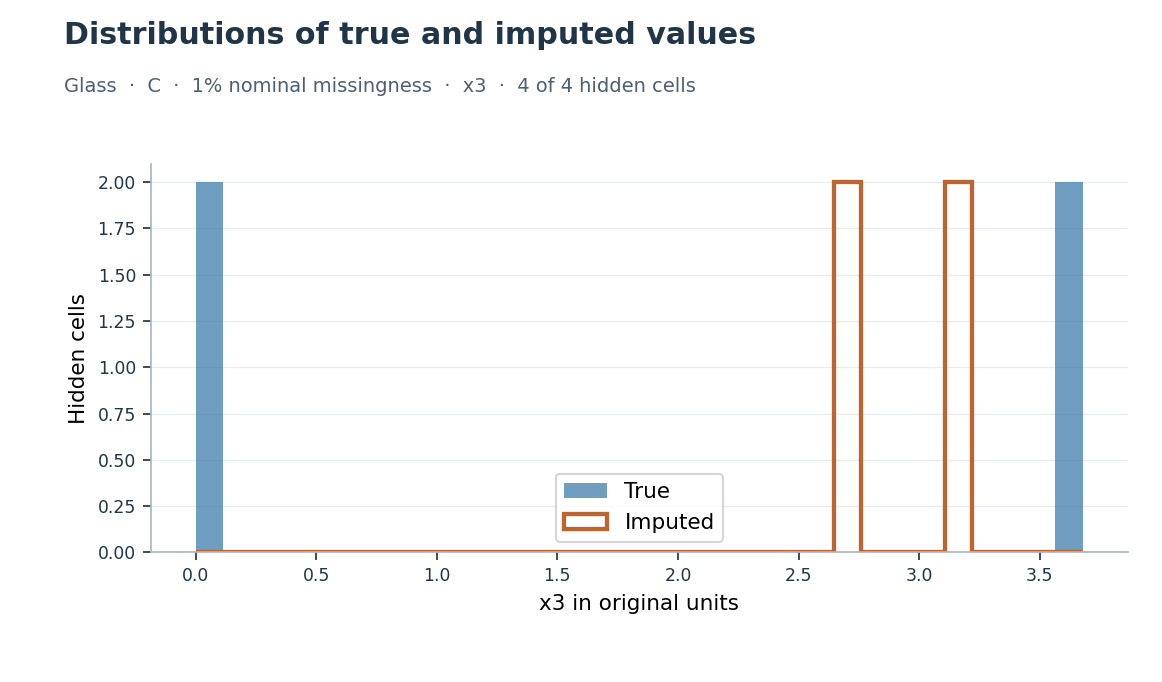 Distributions of true and imputed values
Glass · C · 1% nominal missingness · x3 · 4 of 4 hidden cells
2.00
1.75
1.50
1.25
1.00
0.75
0.50
0.25
0.00
Hidden cells
True
Imputed
0.0 0.5 1.0 1.5 2.0 2.5 3.0 3.5
x3 in original units